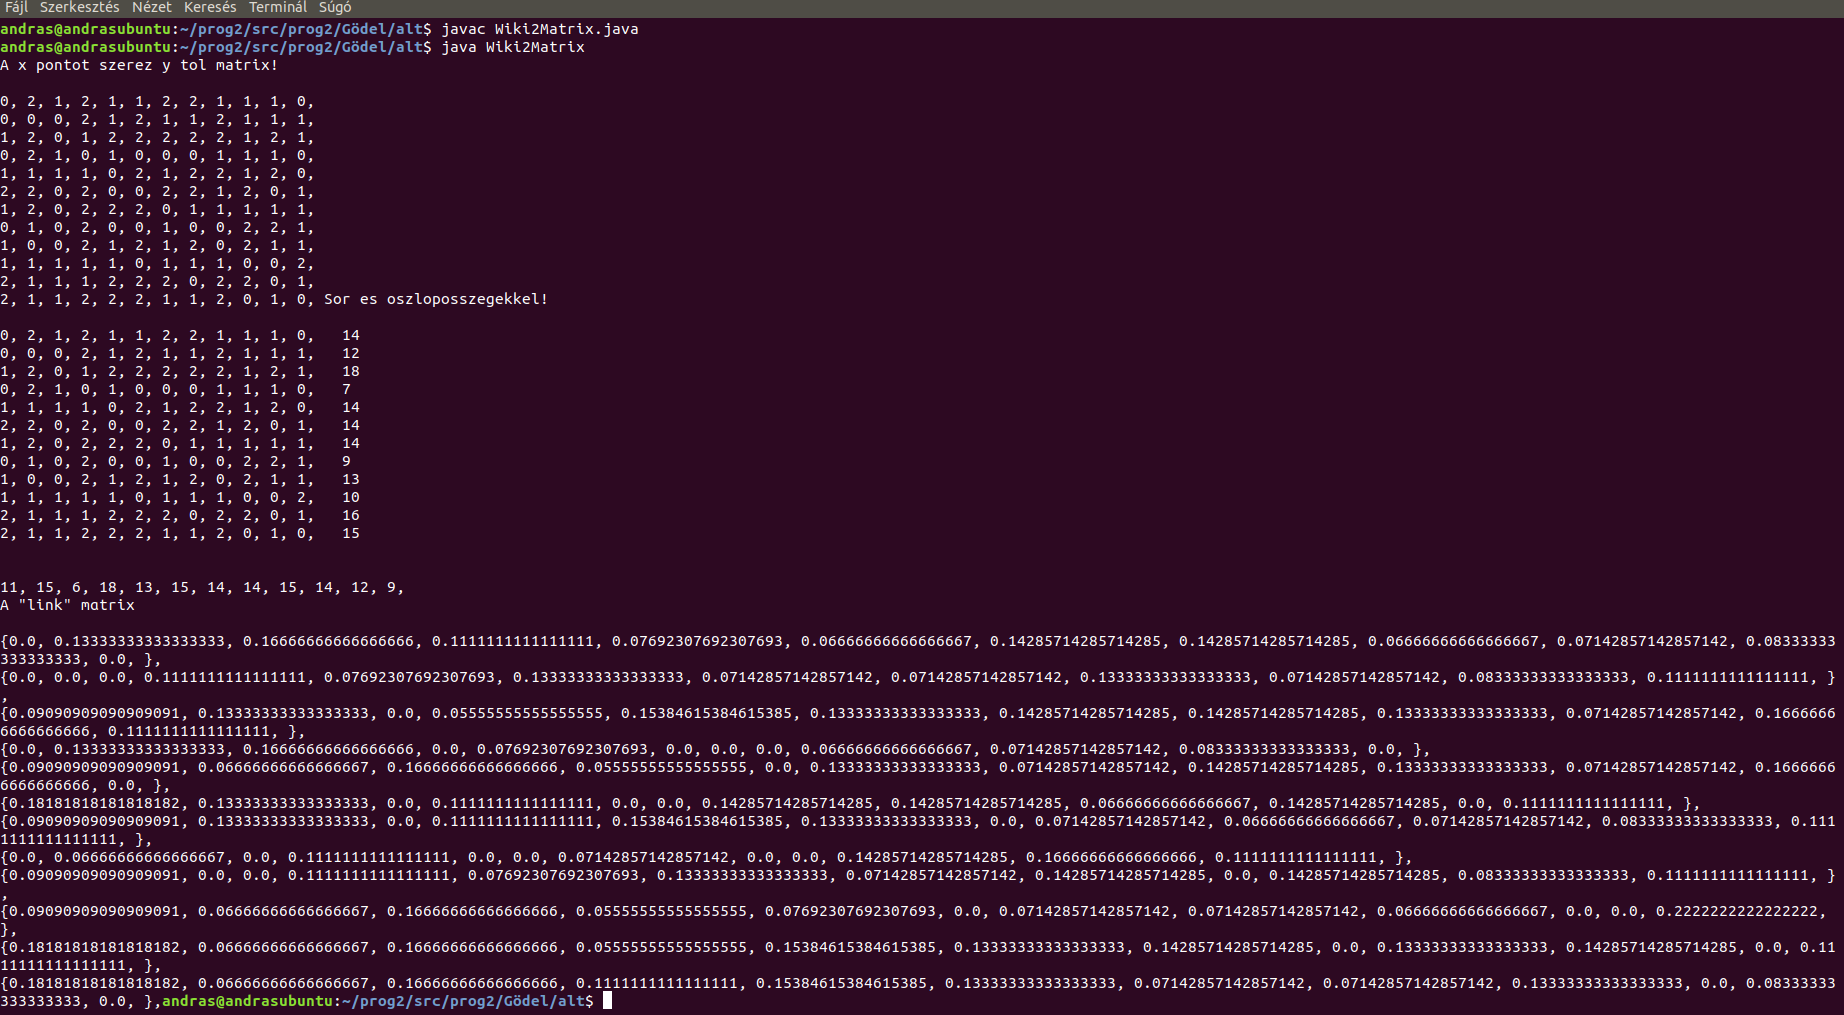 Fájl Szerkesztés Nézet Keresés Terminál Súgó
andras@andrasubuntu:~/prog2/src/prog2/Gödel/alt$ javac Wiki2Matrix.java
andras@andrasubuntu:~/prog2/src/prog2/Gödel/alt$ java Wiki2Matrix
A x pontot szerez y tol matrix!
0, 2, 1, 2, 1, 1, 2, 2, 1, 1, 1, 0,
0, 0, 0, 2, 1, 2, 1, 1, 2, 1, 1, 1,
1, 2, 0, 1, 2, 2, 2, 2, 2, 1, 2, 1,
0, 2, 1, 0, 1, 0, 0, 0, 1, 1, 1, 0,
1, 1, 1, 1, 0, 2, 1, 2, 2, 1, 2, 0,
2, 2, 0, 2, 0, 0, 2, 2, 1, 2, 0, 1,
1, 2, 0, 2, 2, 2, 0, 1, 1, 1, 1, 1,
0, 1, 0, 2, 0, 0, 1, 0, 0, 2, 2, 1,
1, 0, 0, 2, 1, 2, 1, 2, 0, 2, 1, 1,
1, 1, 1, 1, 1, 0, 1, 1, 1, 0, 0, 2,
2, 1, 1, 1, 2, 2, 2, 0, 2, 2, 0, 1,
2, 1, 1, 2, 2, 2, 1, 1, 2, 0, 1, 0, Sor es oszloposszegekkel!
0, 2, 1, 2, 1, 1, 2, 2, 1, 1, 1, 0, 14
0, 0, 0, 2, 1, 2, 1, 1, 2, 1, 1, 1, 12
1, 2, 0, 1, 2, 2, 2, 2, 2, 1, 2, 1, 18
0, 2, 1, 0, 1, 0, 0, 0, 1, 1, 1, 0, 7
1, 1, 1, 1, 0, 2, 1, 2, 2, 1, 2, 0, 14
2, 2, 0, 2, 0, 0, 2, 2, 1, 2, 0, 1, 14
1, 2, 0, 2, 2, 2, 0, 1, 1, 1, 1, 1, 14
0, 1, 0, 2, 0, 0, 1, 0, 0, 2, 2, 1, 9
1, 0, 0, 2, 1, 2, 1, 2, 0, 2, 1, 1, 13
1, 1, 1, 1, 1, 0, 1, 1, 1, 0, 0, 2, 10
2, 1, 1, 1, 2, 2, 2, 0, 2, 2, 0, 1, 16
2, 1, 1, 2, 2, 2, 1, 1, 2, 0, 1, 0, 15
11, 15, 6, 18, 13, 15, 14, 14, 15, 14, 12, 9,
A "link" matrix
{0.0, 0.13333333333333333, 0.16666666666666666, 0.1111111111111111, 0.07692307692307693, 0.06666666666666667, 0.14285714285714285, 0.14285714285714285, 0.06666666666666667, 0.07142857142857142, 0.083333333
333333333, 0.0, },
{0.0, 0.0, 0.0, 0.1111111111111111, 0.07692307692307693, 0.13333333333333333, 0.07142857142857142, 0.07142857142857142, 0.13333333333333333, 0.07142857142857142, 0.08333333333333333, 0.1111111111111111, }
,
{0.09090909090909091, 0.13333333333333333, 0.0, 0.05555555555555555, 0.15384615384615385, 0.13333333333333333, 0.14285714285714285, 0.14285714285714285, 0.13333333333333333, 0.07142857142857142, 0.1666666
6666666666, 0.1111111111111111, },
{0.0, 0.13333333333333333, 0.16666666666666666, 0.0, 0.07692307692307693, 0.0, 0.0, 0.0, 0.06666666666666667, 0.07142857142857142, 0.08333333333333333, 0.0, },
{0.09090909090909091, 0.06666666666666667, 0.16666666666666666, 0.05555555555555555, 0.0, 0.13333333333333333, 0.07142857142857142, 0.14285714285714285, 0.13333333333333333, 0.07142857142857142, 0.1666666
6666666666, 0.0, },
{0.18181818181818182, 0.13333333333333333, 0.0, 0.1111111111111111, 0.0, 0.0, 0.14285714285714285, 0.14285714285714285, 0.06666666666666667, 0.14285714285714285, 0.0, 0.1111111111111111, },
{0.09090909090909091, 0.13333333333333333, 0.0, 0.1111111111111111, 0.15384615384615385, 0.13333333333333333, 0.0, 0.07142857142857142, 0.06666666666666667, 0.07142857142857142, 0.08333333333333333, 0.111
1111111111111, },
{0.0, 0.06666666666666667, 0.0, 0.1111111111111111, 0.0, 0.0, 0.07142857142857142, 0.0, 0.0, 0.14285714285714285, 0.16666666666666666, 0.1111111111111111, },
{0.09090909090909091, 0.0, 0.0, 0.1111111111111111, 0.07692307692307693, 0.13333333333333333, 0.07142857142857142, 0.14285714285714285, 0.0, 0.14285714285714285, 0.08333333333333333, 0.1111111111111111, }
,
{0.09090909090909091, 0.06666666666666667, 0.16666666666666666, 0.05555555555555555, 0.07692307692307693, 0.0, 0.07142857142857142, 0.07142857142857142, 0.06666666666666667, 0.0, 0.0, 0.2222222222222222,
},
{0.18181818181818182, 0.06666666666666667, 0.16666666666666666, 0.05555555555555555, 0.15384615384615385, 0.13333333333333333, 0.14285714285714285, 0.0, 0.13333333333333333, 0.14285714285714285, 0.0, 0.11
11111111111111, },
{0.18181818181818182, 0.06666666666666667, 0.16666666666666666, 0.1111111111111111, 0.15384615384615385, 0.13333333333333333, 0.07142857142857142, 0.07142857142857142, 0.13333333333333333, 0.0, 0.08333333
333333333, 0.0, },andras@andrasubuntu:~/prog2/src/prog2/Gödel/alt$